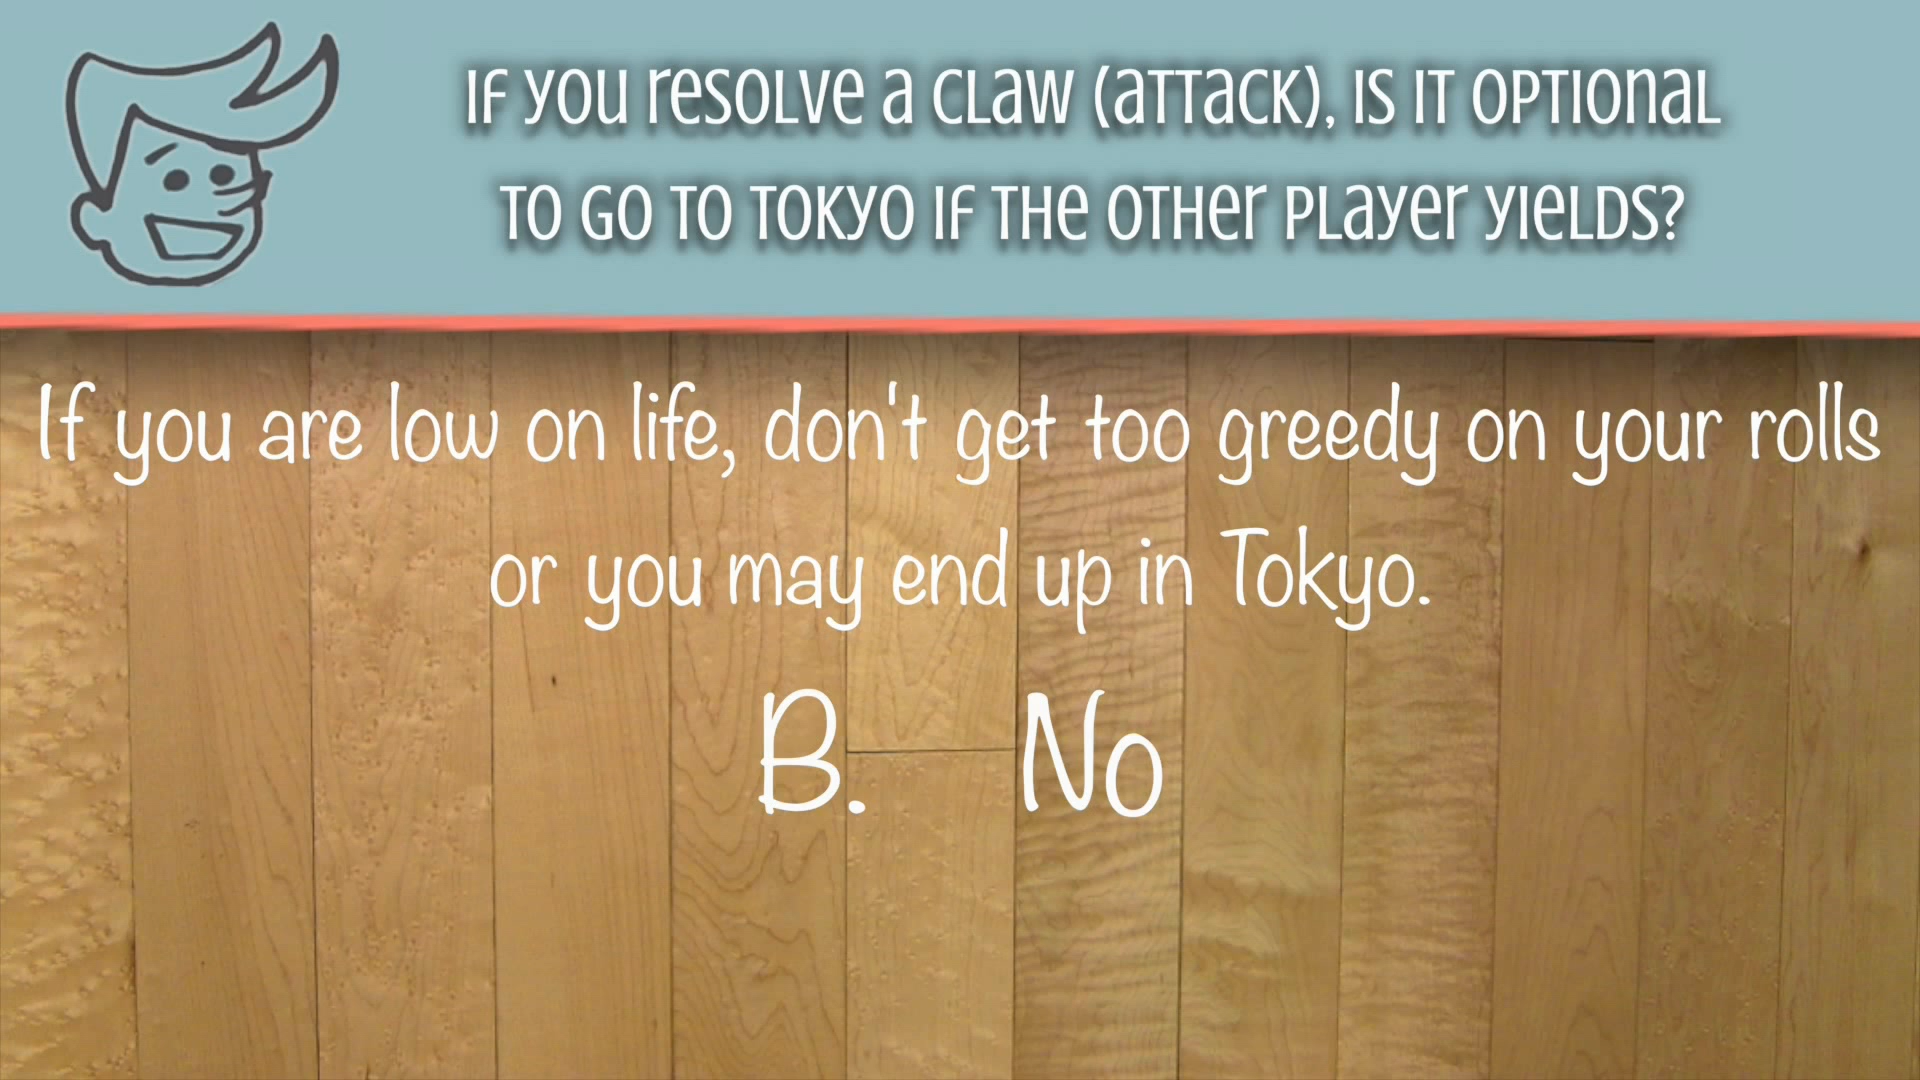 If you resolve a claw (attack), is it optional
to go to Tokyo if the other player yields?
If you are low on life, don't get too greedy on your rolls
or you may end up in Tokyo.
B. No